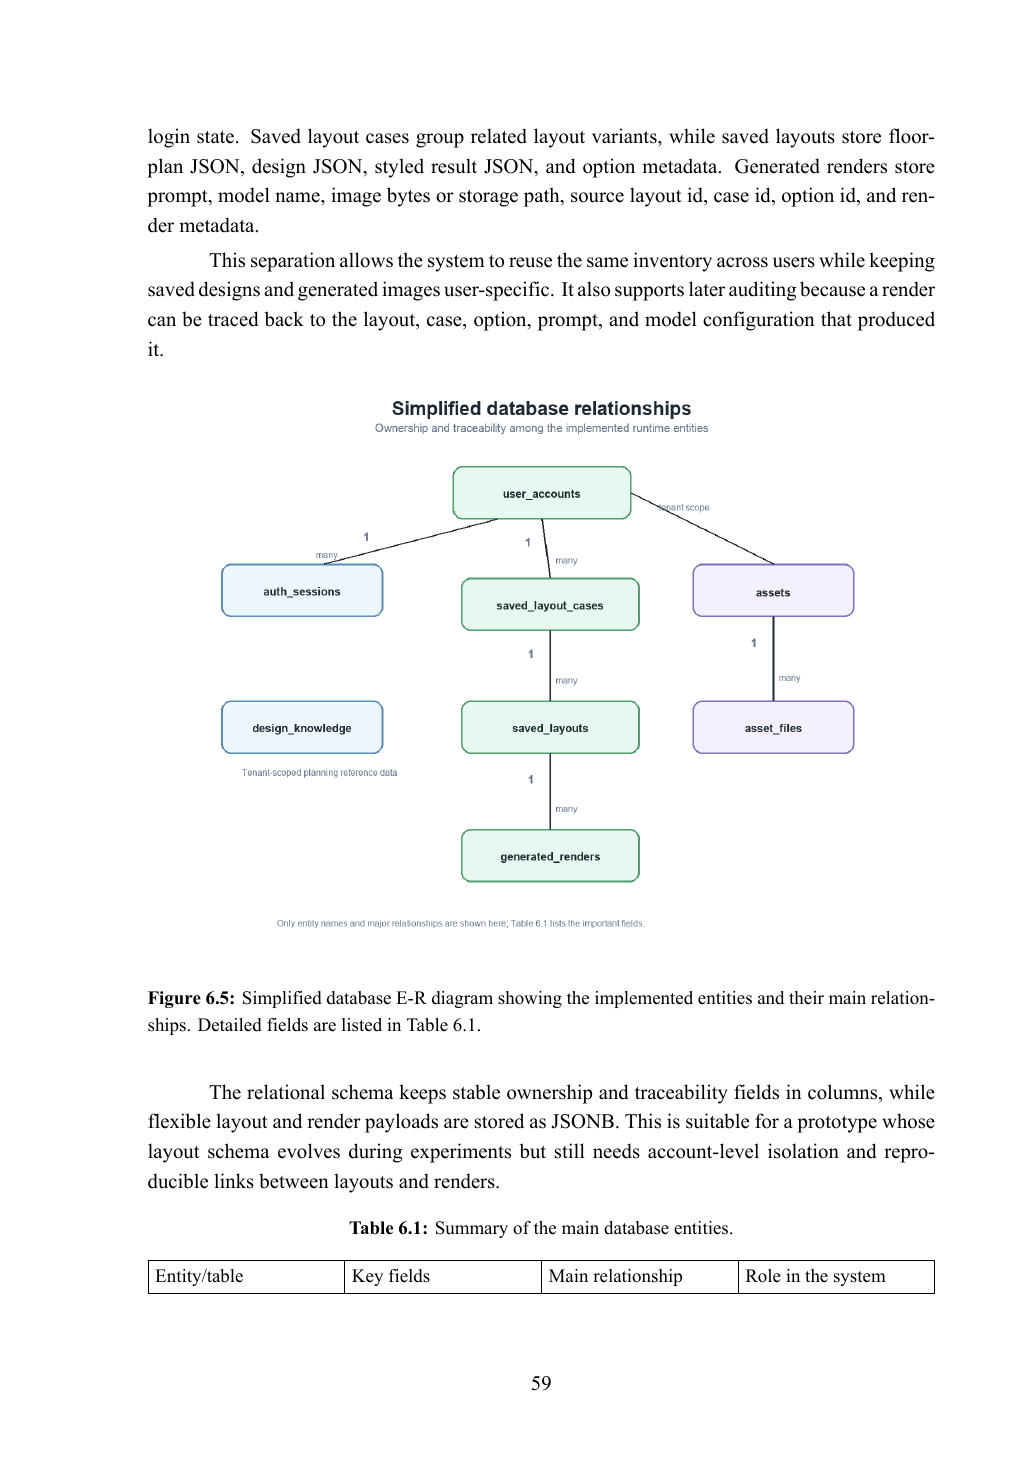 login state. Saved layout cases group related layout variants, while saved layouts store floor-
plan JSON, design JSON, styled result JSON, and option metadata. Generated renders store
prompt, model name, image bytes or storage path, source layout id, case id, option id, and ren-
der metadata.
This separation allows the system to reuse the same inventory across users while keeping
saved designs and generated images user-specific. It also supports later auditing because a render
can be traced back to the layout, case, option, prompt, and model configuration that produced
it.
Simplified database relationships
Ownership and traceability among the implemented runtime entities
user_accounts
tenant scope
1
1
many
many
auth_sessions
saved_layout_cases
assets
1
1
many
many
design_knowledge
saved_layouts
asset_files
Tenant-scoped planning reference data
1
many
generated_renders
Only entity names and major relationships are shown here; Table 6.1 lists the important fields.
Figure 6.5: Simplified database E-R diagram showing the implemented entities and their main relation-
ships. Detailed fields are listed in Table 6.1.
The relational schema keeps stable ownership and traceability fields in columns, while
flexible layout and render payloads are stored as JSONB. This is suitable for a prototype whose
layout schema evolves during experiments but still needs account-level isolation and repro-
ducible links between layouts and renders.
Table 6.1: Summary of the main database entities.
Entity/table Key fields Main relationship Role in the system
59